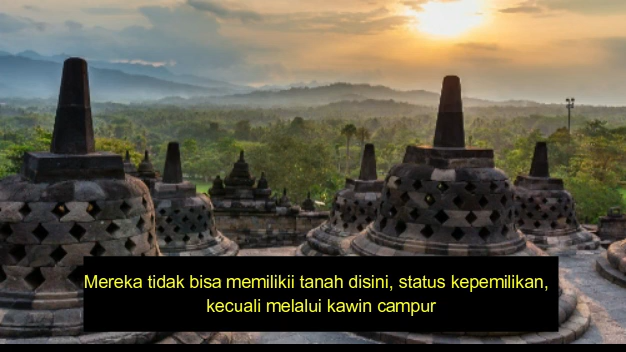 Mereka tidak bisa memilikii tanah disini, status kepemilikan,
kecuali melalui kawin campur